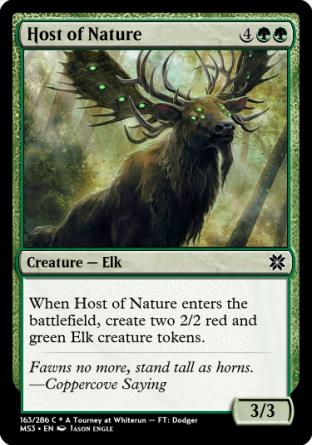 Host of Nature 4
Creature — Elk
When Host of Nature enters the
battlefield, create two 2/2 red and
green Elk creature tokens.
Fawns no more, stand tall as horns.
—Coppercove Saying
3/3
163/286 C * A Tourney at Whiterun — FT: Dodger
MS3 • EN JASON ENGLE